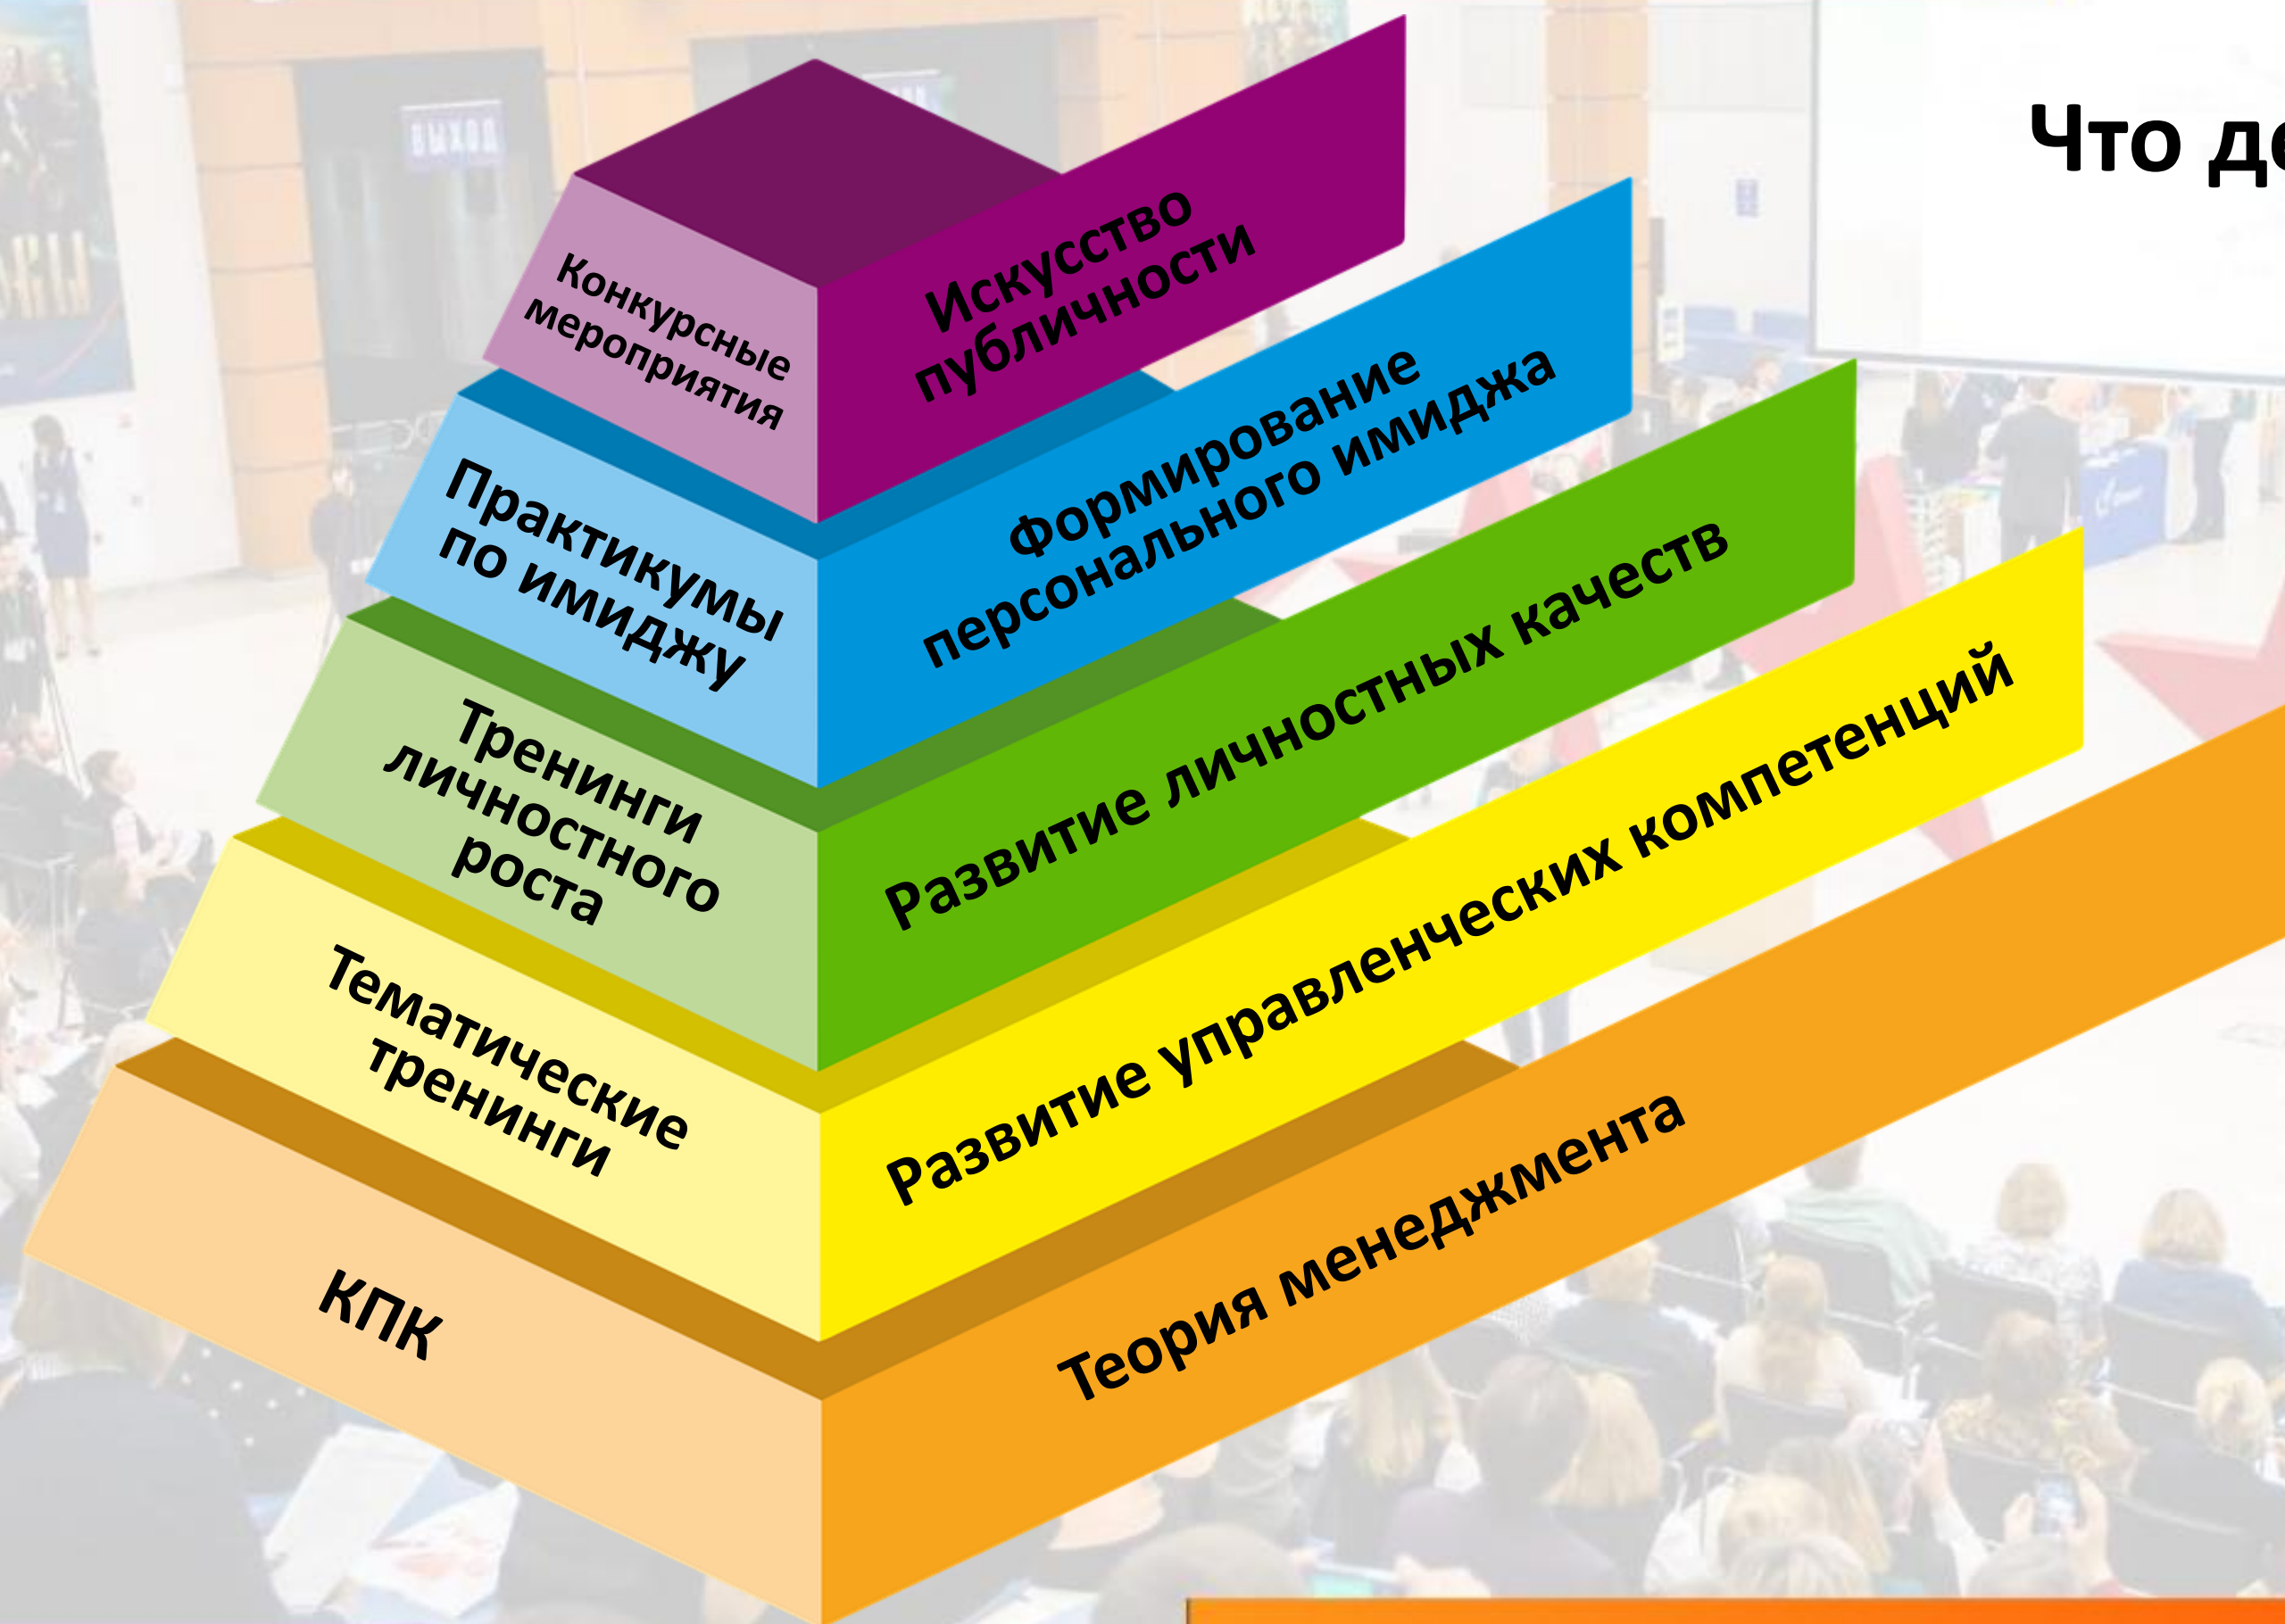 Что
ВЫХОД
Конкурсные
мероприятия
Искусство
публичности
Практикумы
по имиджу
Формирование
персонального имиджа
Тренинги
личностного
роста
Развитие личностных качеств
Тематические
тренинги
Развитие управленческих компетенций
КПК
Теория менеджмента